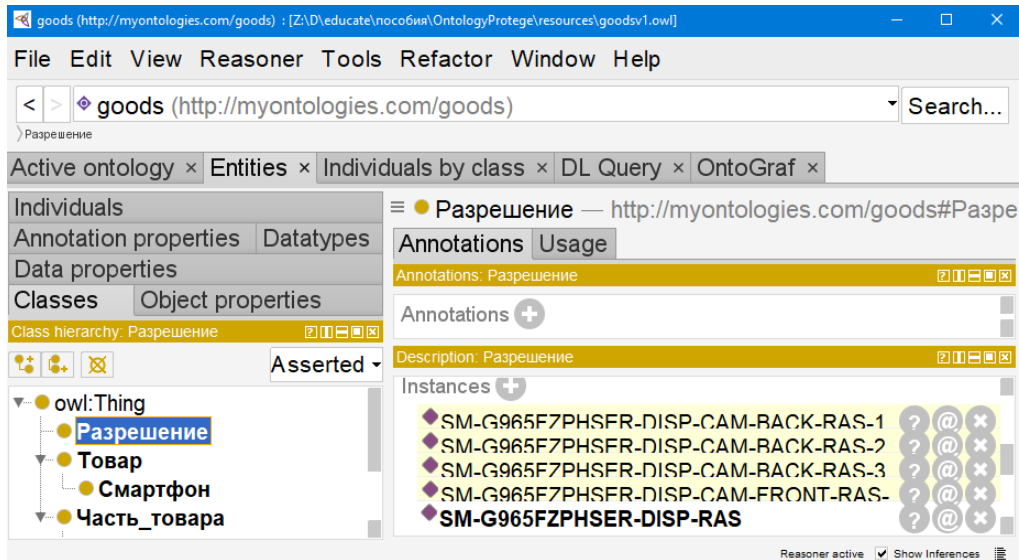 goods (http://myontologies.com/goods) : [Z:\D\educate\пособия\OntologyProtege\resources\goodsv1.owl]
File Edit View Reasoner Tools Refactor Window Help
< > goods (http://myontologies.com/goods) Search...
Разрешение
Active ontology × Entities × Individuals by class × DL Query × OntoGraf ×
Individuals
Annotation properties Datatypes
Data properties
Classes Object properties
Class hierarchy: Разрешение
Asserted
owl:Thing
Разрешение
Товар
Смартфон
Часть_товара
Разрешение — http://myontologies.com/goods#Разре
Annotations Usage
Annotations: Разрешение
Annotations
Description: Разрешение
Instances
SM-G965FZPHSER-DISP-CAM-BACK-RAS-1
SM-G965FZPHSER-DISP-CAM-BACK-RAS-2
SM-G965FZPHSER-DISP-CAM-BACK-RAS-3
SM-G965FZPHSER-DISP-CAM-FRONT-RAS-
SM-G965FZPHSER-DISP-RAS
Reasoner active Show Inferences